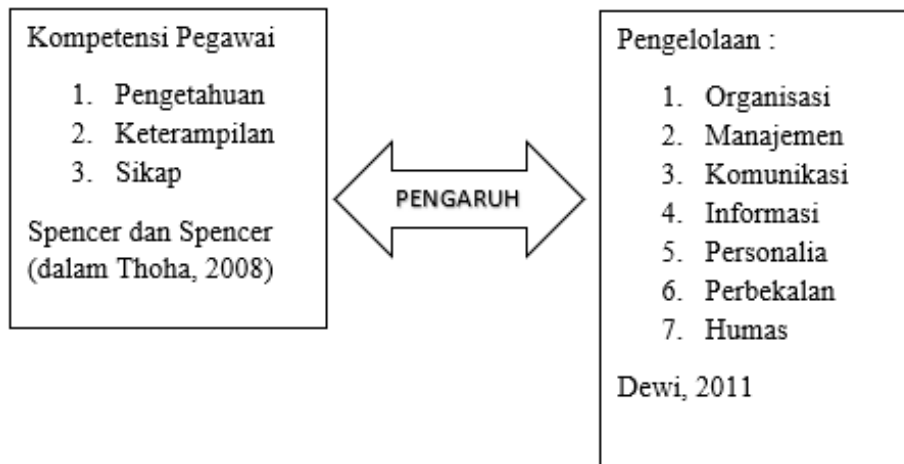 Kompetensi Pegawai
1. Pengetahuan
2. Keterampilan
3. Sikap
Spencer dan Spencer
(dalam Thoha, 2008)
PENGARUH
Pengelolaan :
1. Organisasi
2. Manajemen
3. Komunikasi
4. Informasi
5. Personalia
6. Perbekalan
7. Humas
Dewi, 2011